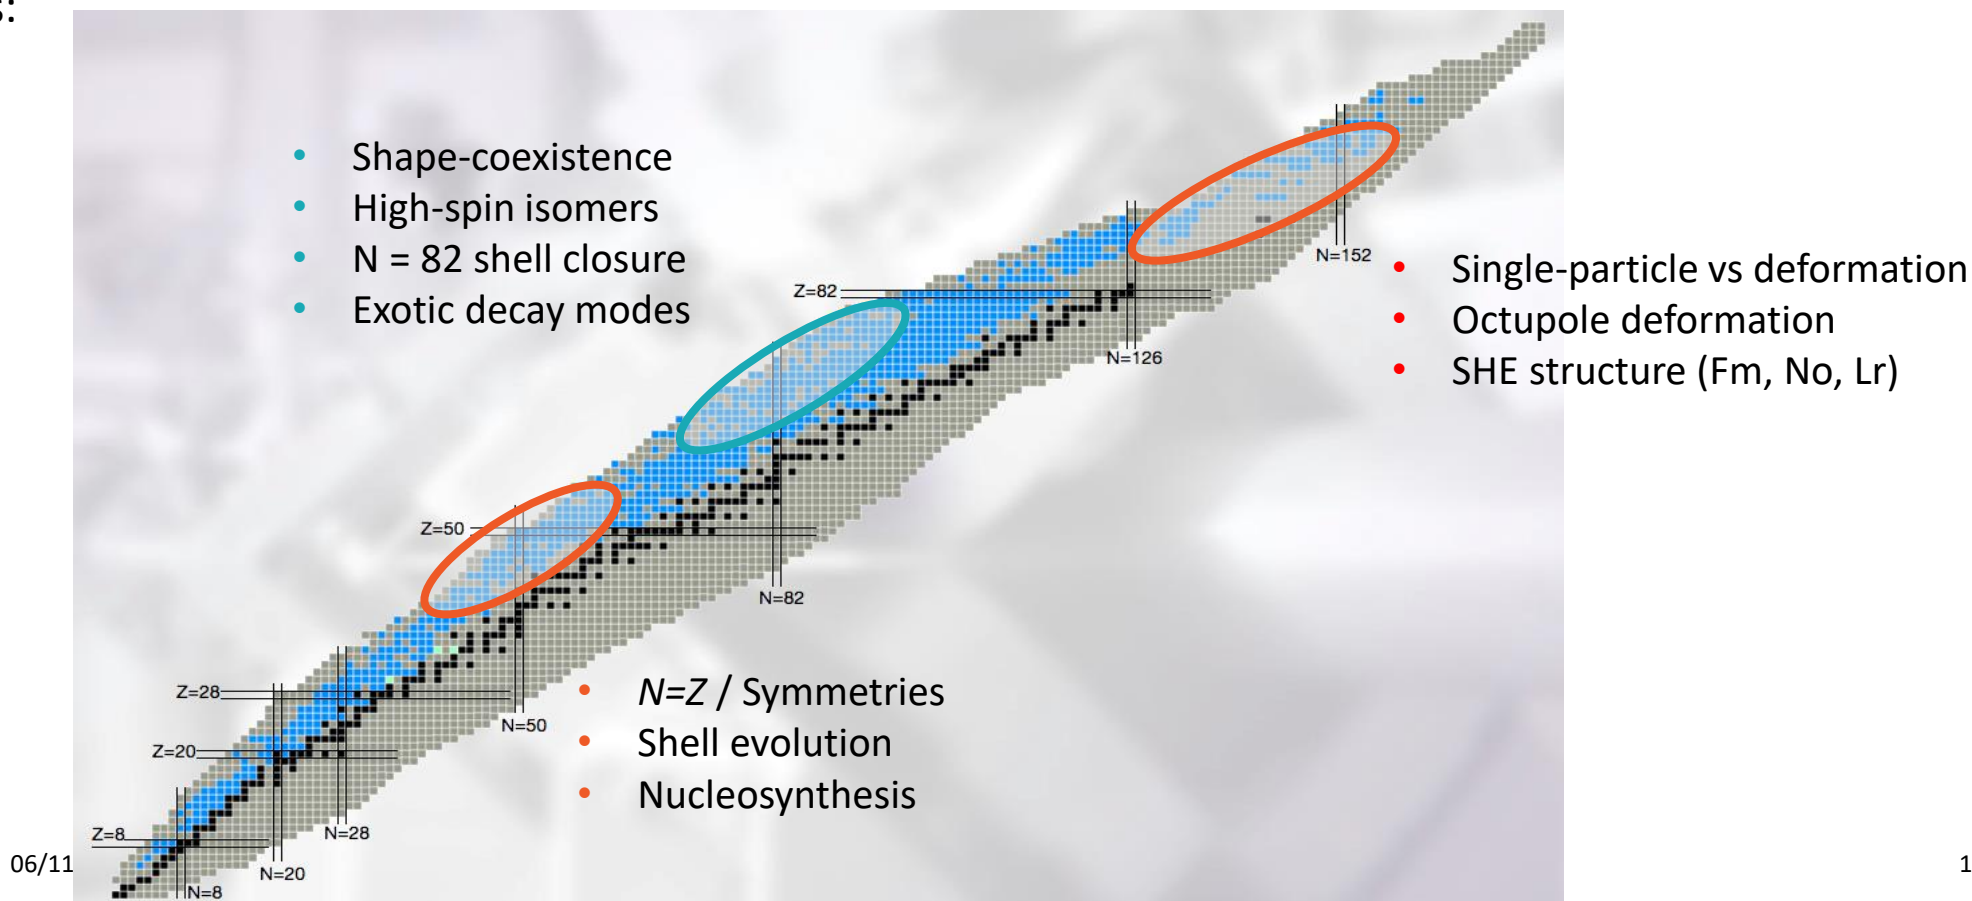 s:
• Shape-coexistence
• High-spin isomers
• N = 82 shell closure
• Exotic decay modes
N=152
• Single-particle vs deformation
• Octupole deformation
• SHE structure (Fm, No, Lr)
Z=82
N=126
Z=50
N=82
Z=28
N=50
• N=Z / Symmetries
• Shell evolution
• Nucleosynthesis
Z=20
N=28
Z=8
N=20
N=8
06/11
1